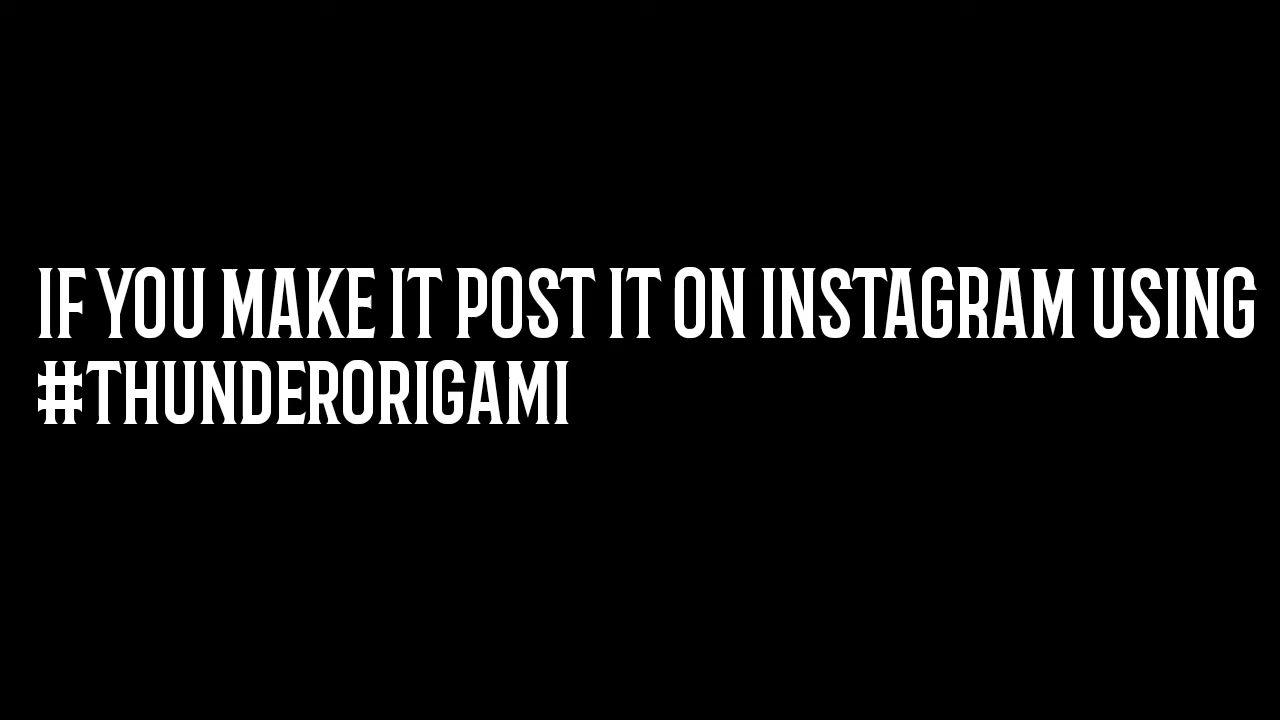 IF YOU MAKE IT POST IT ON INSTAGRAM USING
#THUNDERORIGAMI